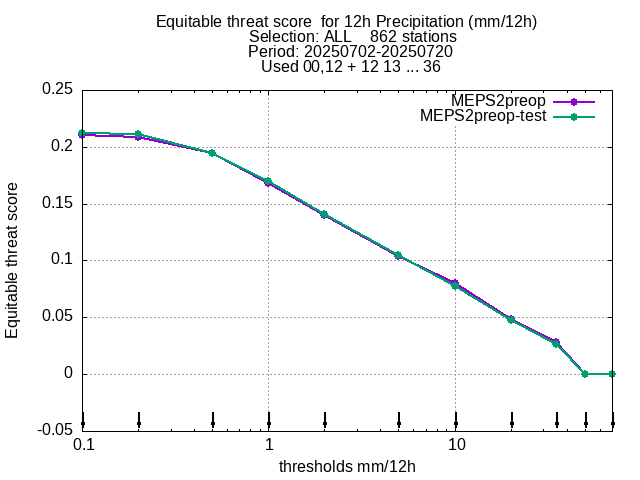 Equitable threat score  for 12h Precipitation (mm/12h)
Selection: ALL    862 stations
Period: 20250702-20250720
Used 00,12 + 12 13 ... 36
MEPS2preop
MEPS2preop-test
Equitable threat score
0.25
0.2
0.15
0.1
0.05
0
-0.05
0.1 1 10
thresholds mm/12h